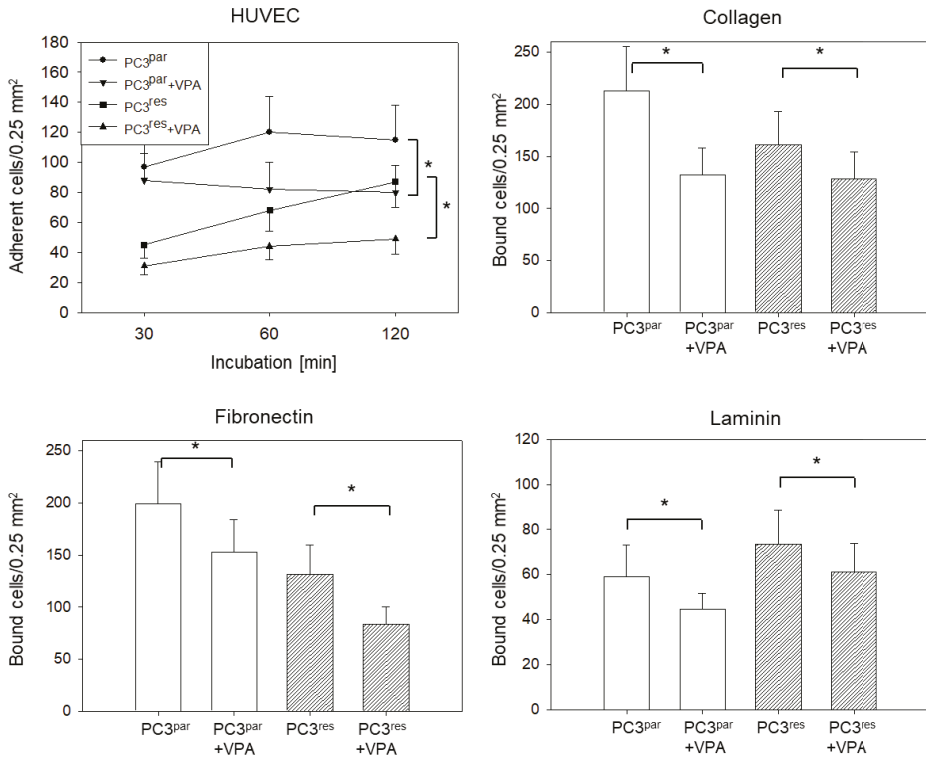 HUVEC
Adherent cells/0.25 mm²
180
160
140
120
100
80
60
40
20
0
PC3ᵖᵃʳ
PC3ᵖᵃʳ+VPA
PC3ʳᵉˢ
PC3ʳᵉˢ+VPA
*
*
30 60 120
Incubation [min]
Collagen
Bound cells/0.25 mm²
250
200
150
100
50
0
* *
PC3ᵖᵃʳ PC3ᵖᵃʳ PC3ʳᵉˢ PC3ʳᵉˢ
+VPA +VPA
Fibronectin
Bound cells/0.25 mm²
250
200
150
100
50
0
* *
PC3ᵖᵃʳ PC3ᵖᵃʳ PC3ʳᵉˢ PC3ʳᵉˢ
+VPA +VPA
Laminin
Bound cells/0.25 mm²
120
100
80
60
40
20
0
* *
PC3ᵖᵃʳ PC3ᵖᵃʳ PC3ʳᵉˢ PC3ʳᵉˢ
+VPA +VPA